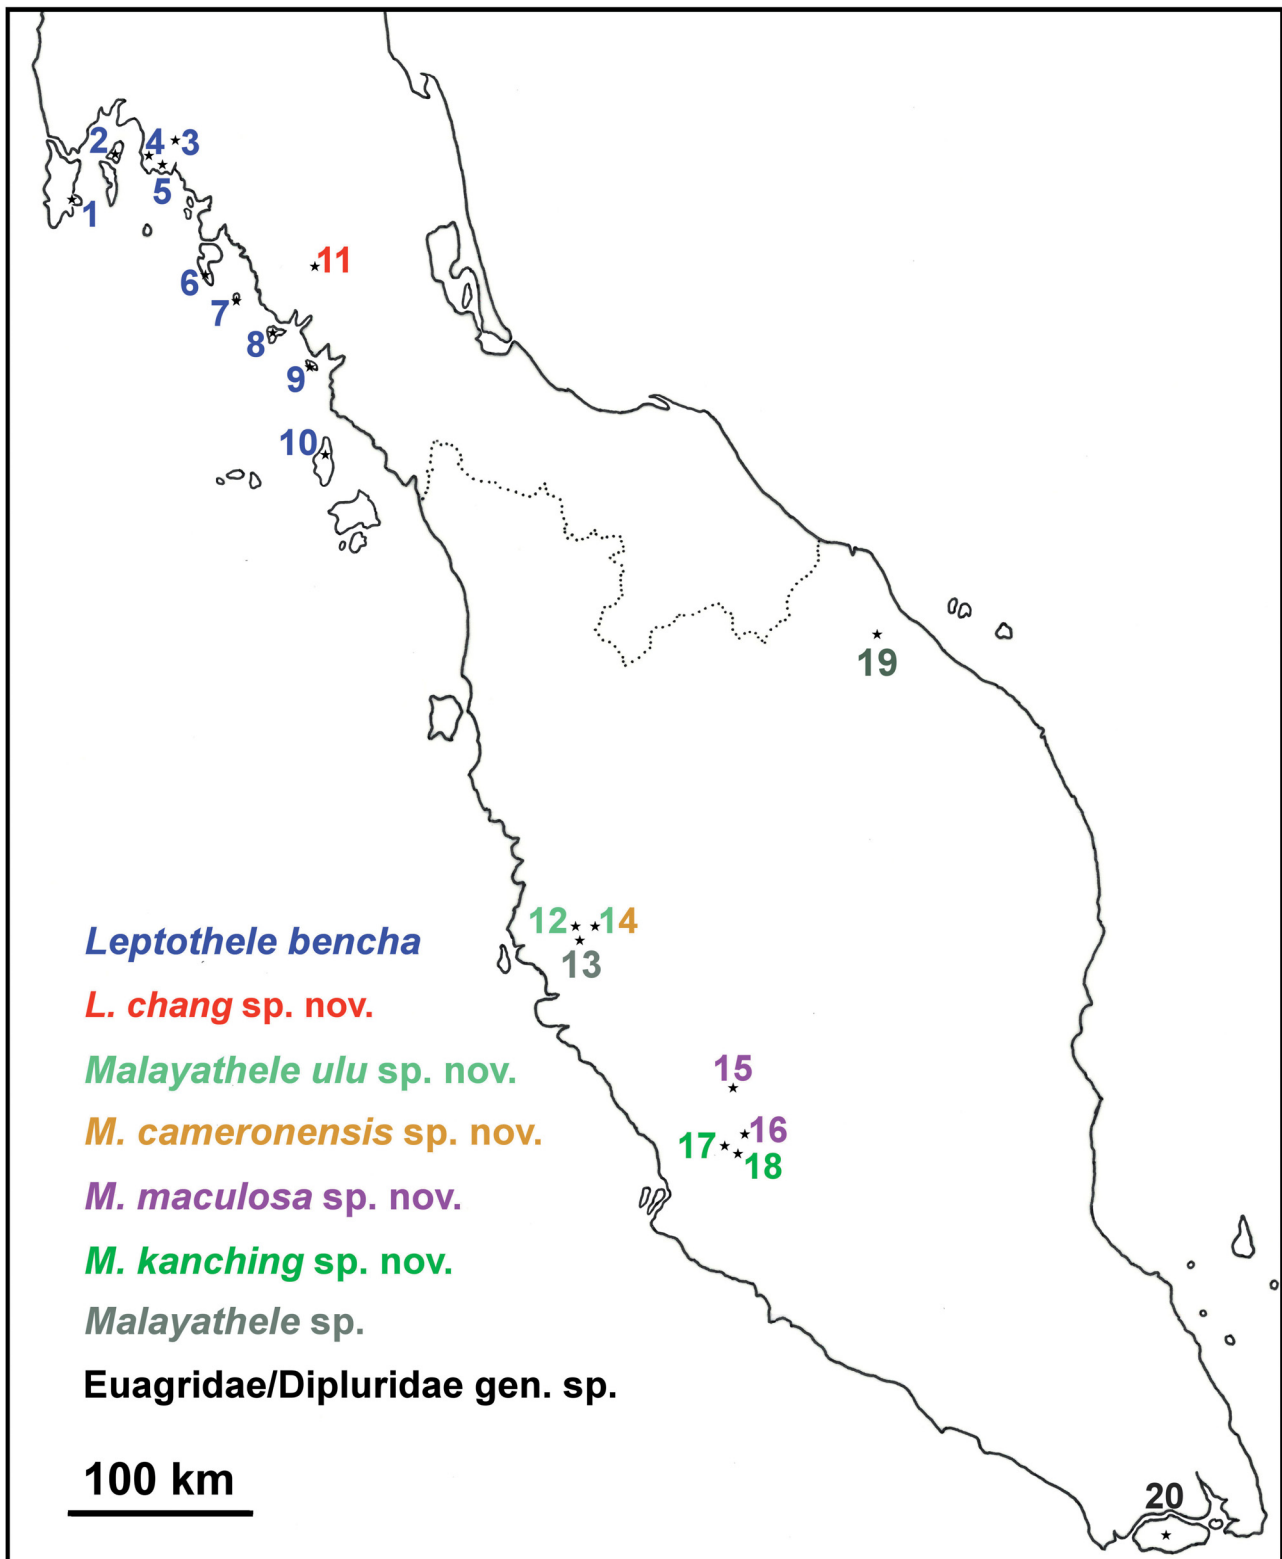 2
4
3
5
1
11
6
7
8
9
10
19
12
14
13
Leptothele bencha
L. chang sp. nov.
Malayathele ulu sp. nov.
15
M. cameronensis sp. nov.
16
17
18
M. maculosa sp. nov.
M. kanching sp. nov.
Malayathele sp.
Euagridae/Dipluridae gen. sp.
100 km
20